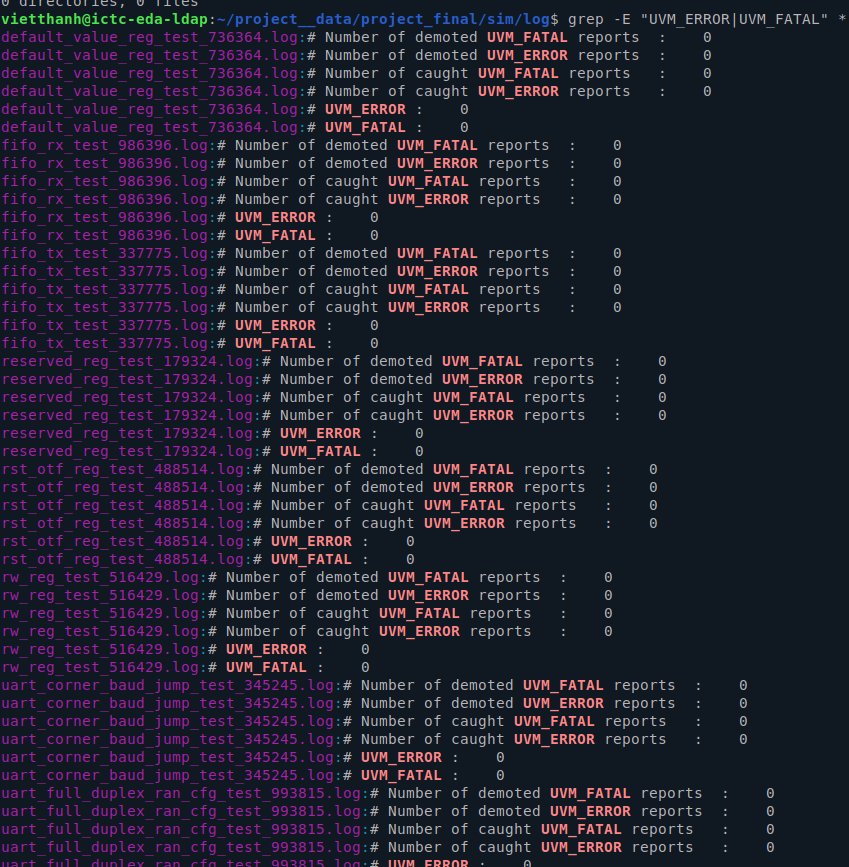 0 directories, 0 files
vietthanh@ictc-eda-ldap:~/project__data/project_final/sim/log$ grep -E "UVM_ERROR|UVM_FATAL" *
default_value_reg_test_736364.log:# Number of demoted UVM_FATAL reports  :    0
default_value_reg_test_736364.log:# Number of demoted UVM_ERROR reports  :    0
default_value_reg_test_736364.log:# Number of caught UVM_FATAL reports   :    0
default_value_reg_test_736364.log:# Number of caught UVM_ERROR reports   :    0
default_value_reg_test_736364.log:# UVM_ERROR :    0
default_value_reg_test_736364.log:# UVM_FATAL :    0
fifo_rx_test_986396.log:# Number of demoted UVM_FATAL reports  :    0
fifo_rx_test_986396.log:# Number of demoted UVM_ERROR reports  :    0
fifo_rx_test_986396.log:# Number of caught UVM_FATAL reports   :    0
fifo_rx_test_986396.log:# Number of caught UVM_ERROR reports   :    0
fifo_rx_test_986396.log:# UVM_ERROR :    0
fifo_rx_test_986396.log:# UVM_FATAL :    0
fifo_tx_test_337775.log:# Number of demoted UVM_FATAL reports  :    0
fifo_tx_test_337775.log:# Number of demoted UVM_ERROR reports  :    0
fifo_tx_test_337775.log:# Number of caught UVM_FATAL reports   :    0
fifo_tx_test_337775.log:# Number of caught UVM_ERROR reports   :    0
fifo_tx_test_337775.log:# UVM_ERROR :    0
fifo_tx_test_337775.log:# UVM_FATAL :    0
reserved_reg_test_179324.log:# Number of demoted UVM_FATAL reports  :    0
reserved_reg_test_179324.log:# Number of demoted UVM_ERROR reports  :    0
reserved_reg_test_179324.log:# Number of caught UVM_FATAL reports   :    0
reserved_reg_test_179324.log:# Number of caught UVM_ERROR reports   :    0
reserved_reg_test_179324.log:# UVM_ERROR :    0
reserved_reg_test_179324.log:# UVM_FATAL :    0
rst_otf_reg_test_488514.log:# Number of demoted UVM_FATAL reports  :    0
rst_otf_reg_test_488514.log:# Number of demoted UVM_ERROR reports  :    0
rst_otf_reg_test_488514.log:# Number of caught UVM_FATAL reports   :    0
rst_otf_reg_test_488514.log:# Number of caught UVM_ERROR reports   :    0
rst_otf_reg_test_488514.log:# UVM_ERROR :    0
rst_otf_reg_test_488514.log:# UVM_FATAL :    0
rw_reg_test_516429.log:# Number of demoted UVM_FATAL reports  :    0
rw_reg_test_516429.log:# Number of demoted UVM_ERROR reports  :    0
rw_reg_test_516429.log:# Number of caught UVM_FATAL reports   :    0
rw_reg_test_516429.log:# Number of caught UVM_ERROR reports   :    0
rw_reg_test_516429.log:# UVM_ERROR :    0
rw_reg_test_516429.log:# UVM_FATAL :    0
uart_corner_baud_jump_test_345245.log:# Number of demoted UVM_FATAL reports  :    0
uart_corner_baud_jump_test_345245.log:# Number of demoted UVM_ERROR reports  :    0
uart_corner_baud_jump_test_345245.log:# Number of caught UVM_FATAL reports   :    0
uart_corner_baud_jump_test_345245.log:# Number of caught UVM_ERROR reports   :    0
uart_corner_baud_jump_test_345245.log:# UVM_ERROR :    0
uart_corner_baud_jump_test_345245.log:# UVM_FATAL :    0
uart_full_duplex_ran_cfg_test_993815.log:# Number of demoted UVM_FATAL reports  :    0
uart_full_duplex_ran_cfg_test_993815.log:# Number of demoted UVM_ERROR reports  :    0
uart_full_duplex_ran_cfg_test_993815.log:# Number of caught UVM_FATAL reports   :    0
uart_full_duplex_ran_cfg_test_993815.log:# Number of caught UVM_ERROR reports   :    0
uart_full_duplex_ran_cfg_test_993815.log:# UVM_ERROR :    0